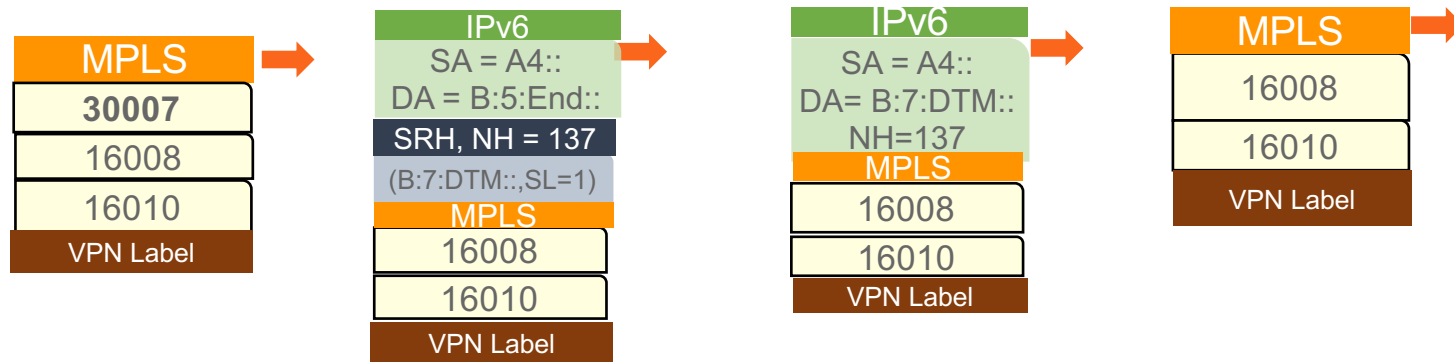 MPLS
30007
16008
16010
VPN Label
IPv6
SA = A4::
DA = B:5:End::
SRH, NH = 137
(B:7:DTM::,SL=1)
MPLS
16008
16010
VPN Label
IPv6
SA = A4::
DA= B:7:DTM::
NH=137
MPLS
16008
16010
VPN Label
MPLS
16008
16010
VPN Label